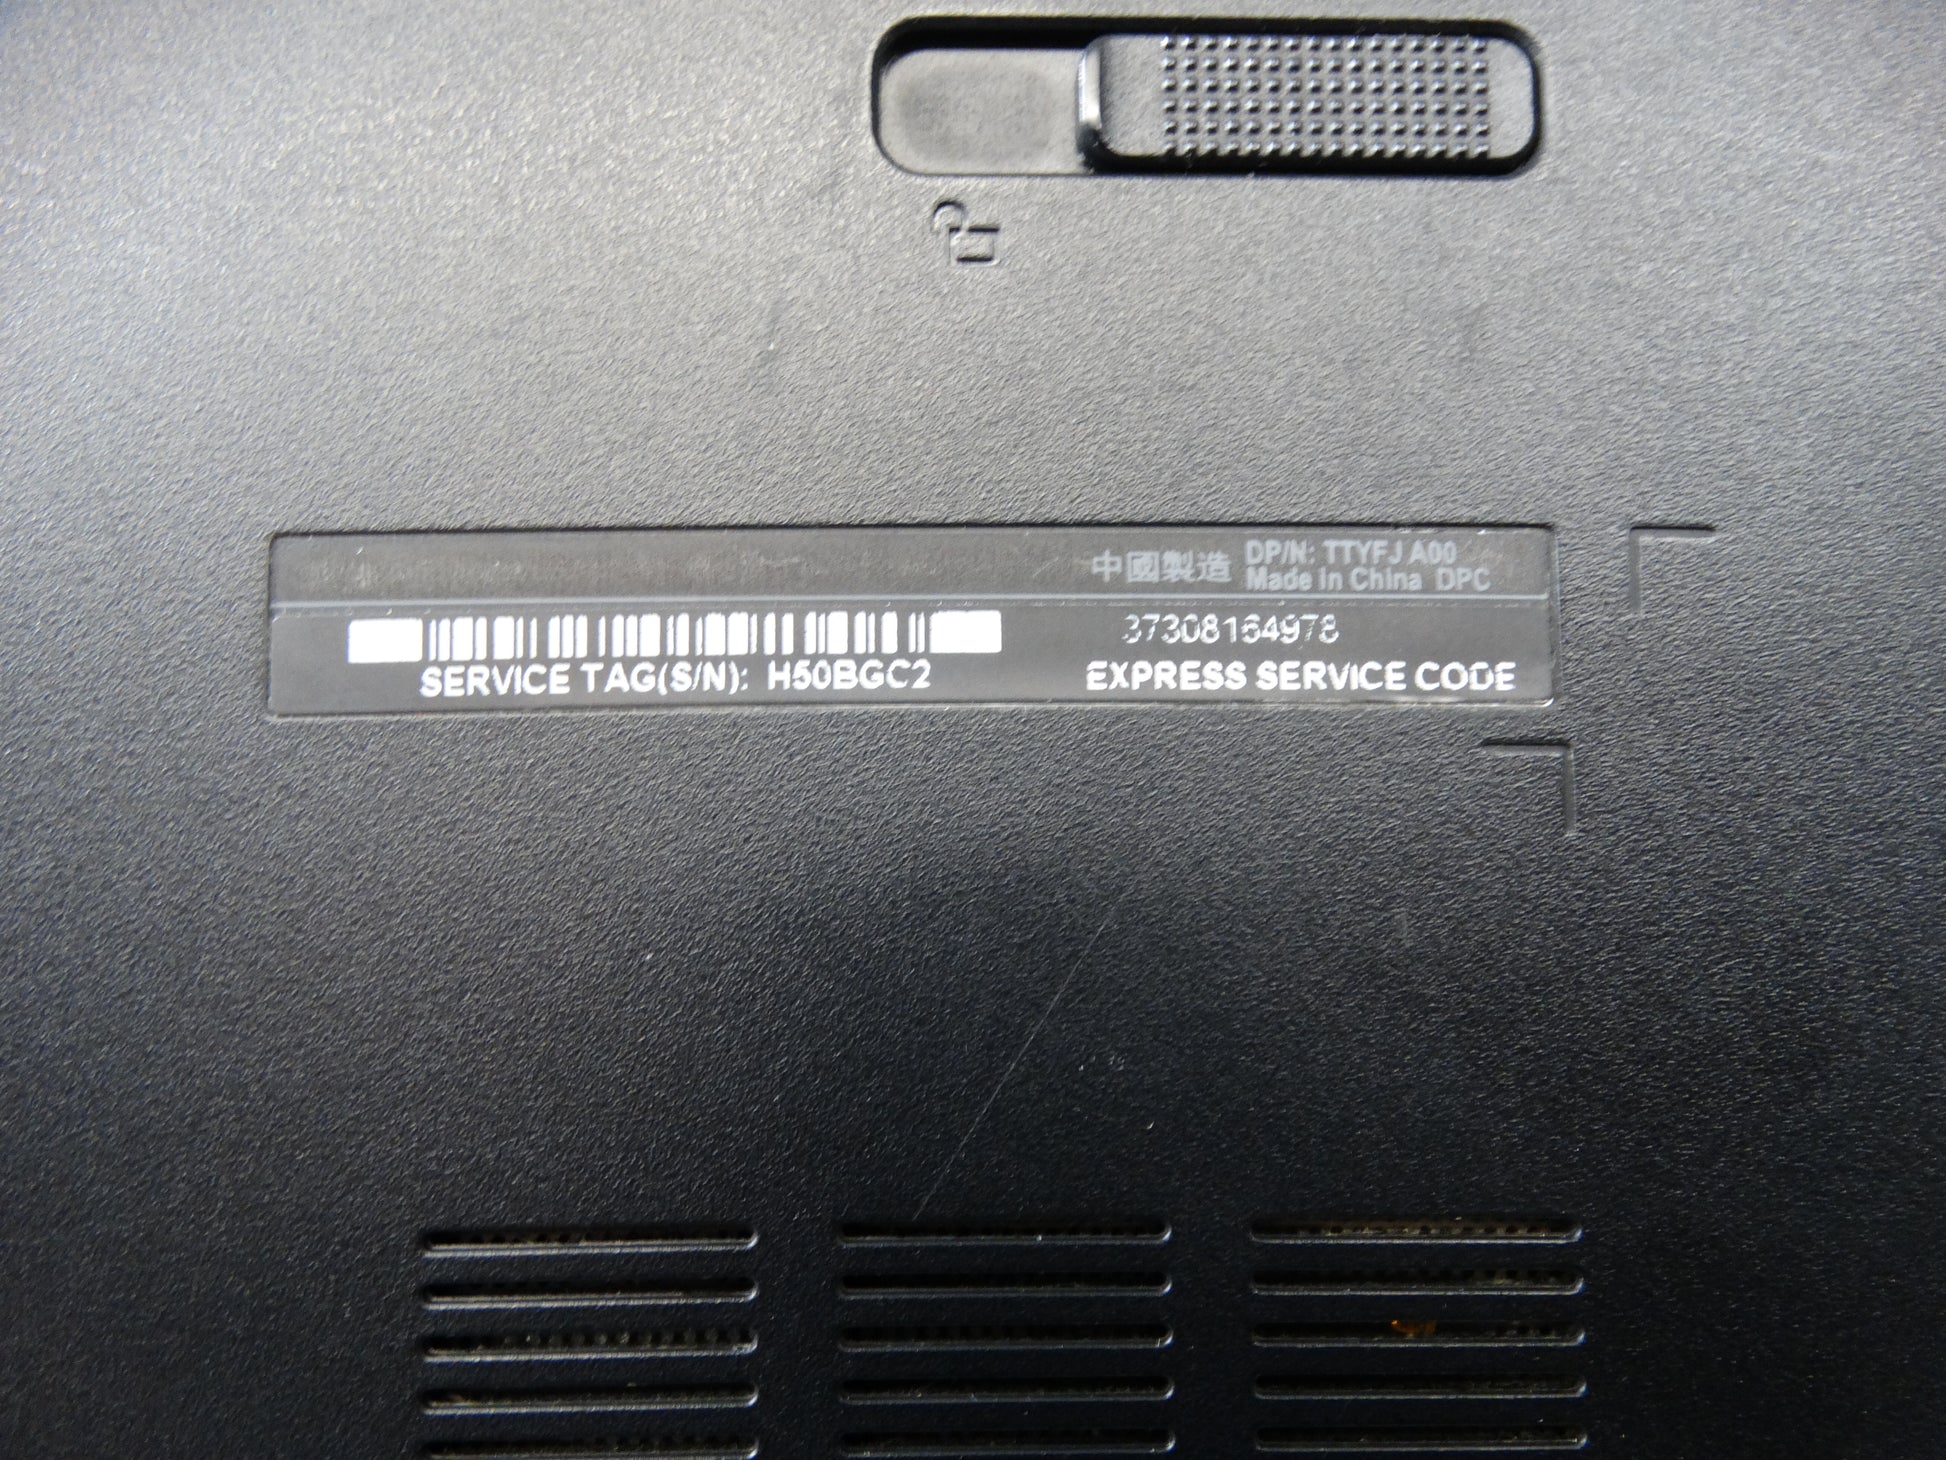 中國製造
DP/N: TTYFJ A00
Made in China DPC
37308164978
SERVICE TAG(S/N): H50BGC2
EXPRESS SERVICE CODE